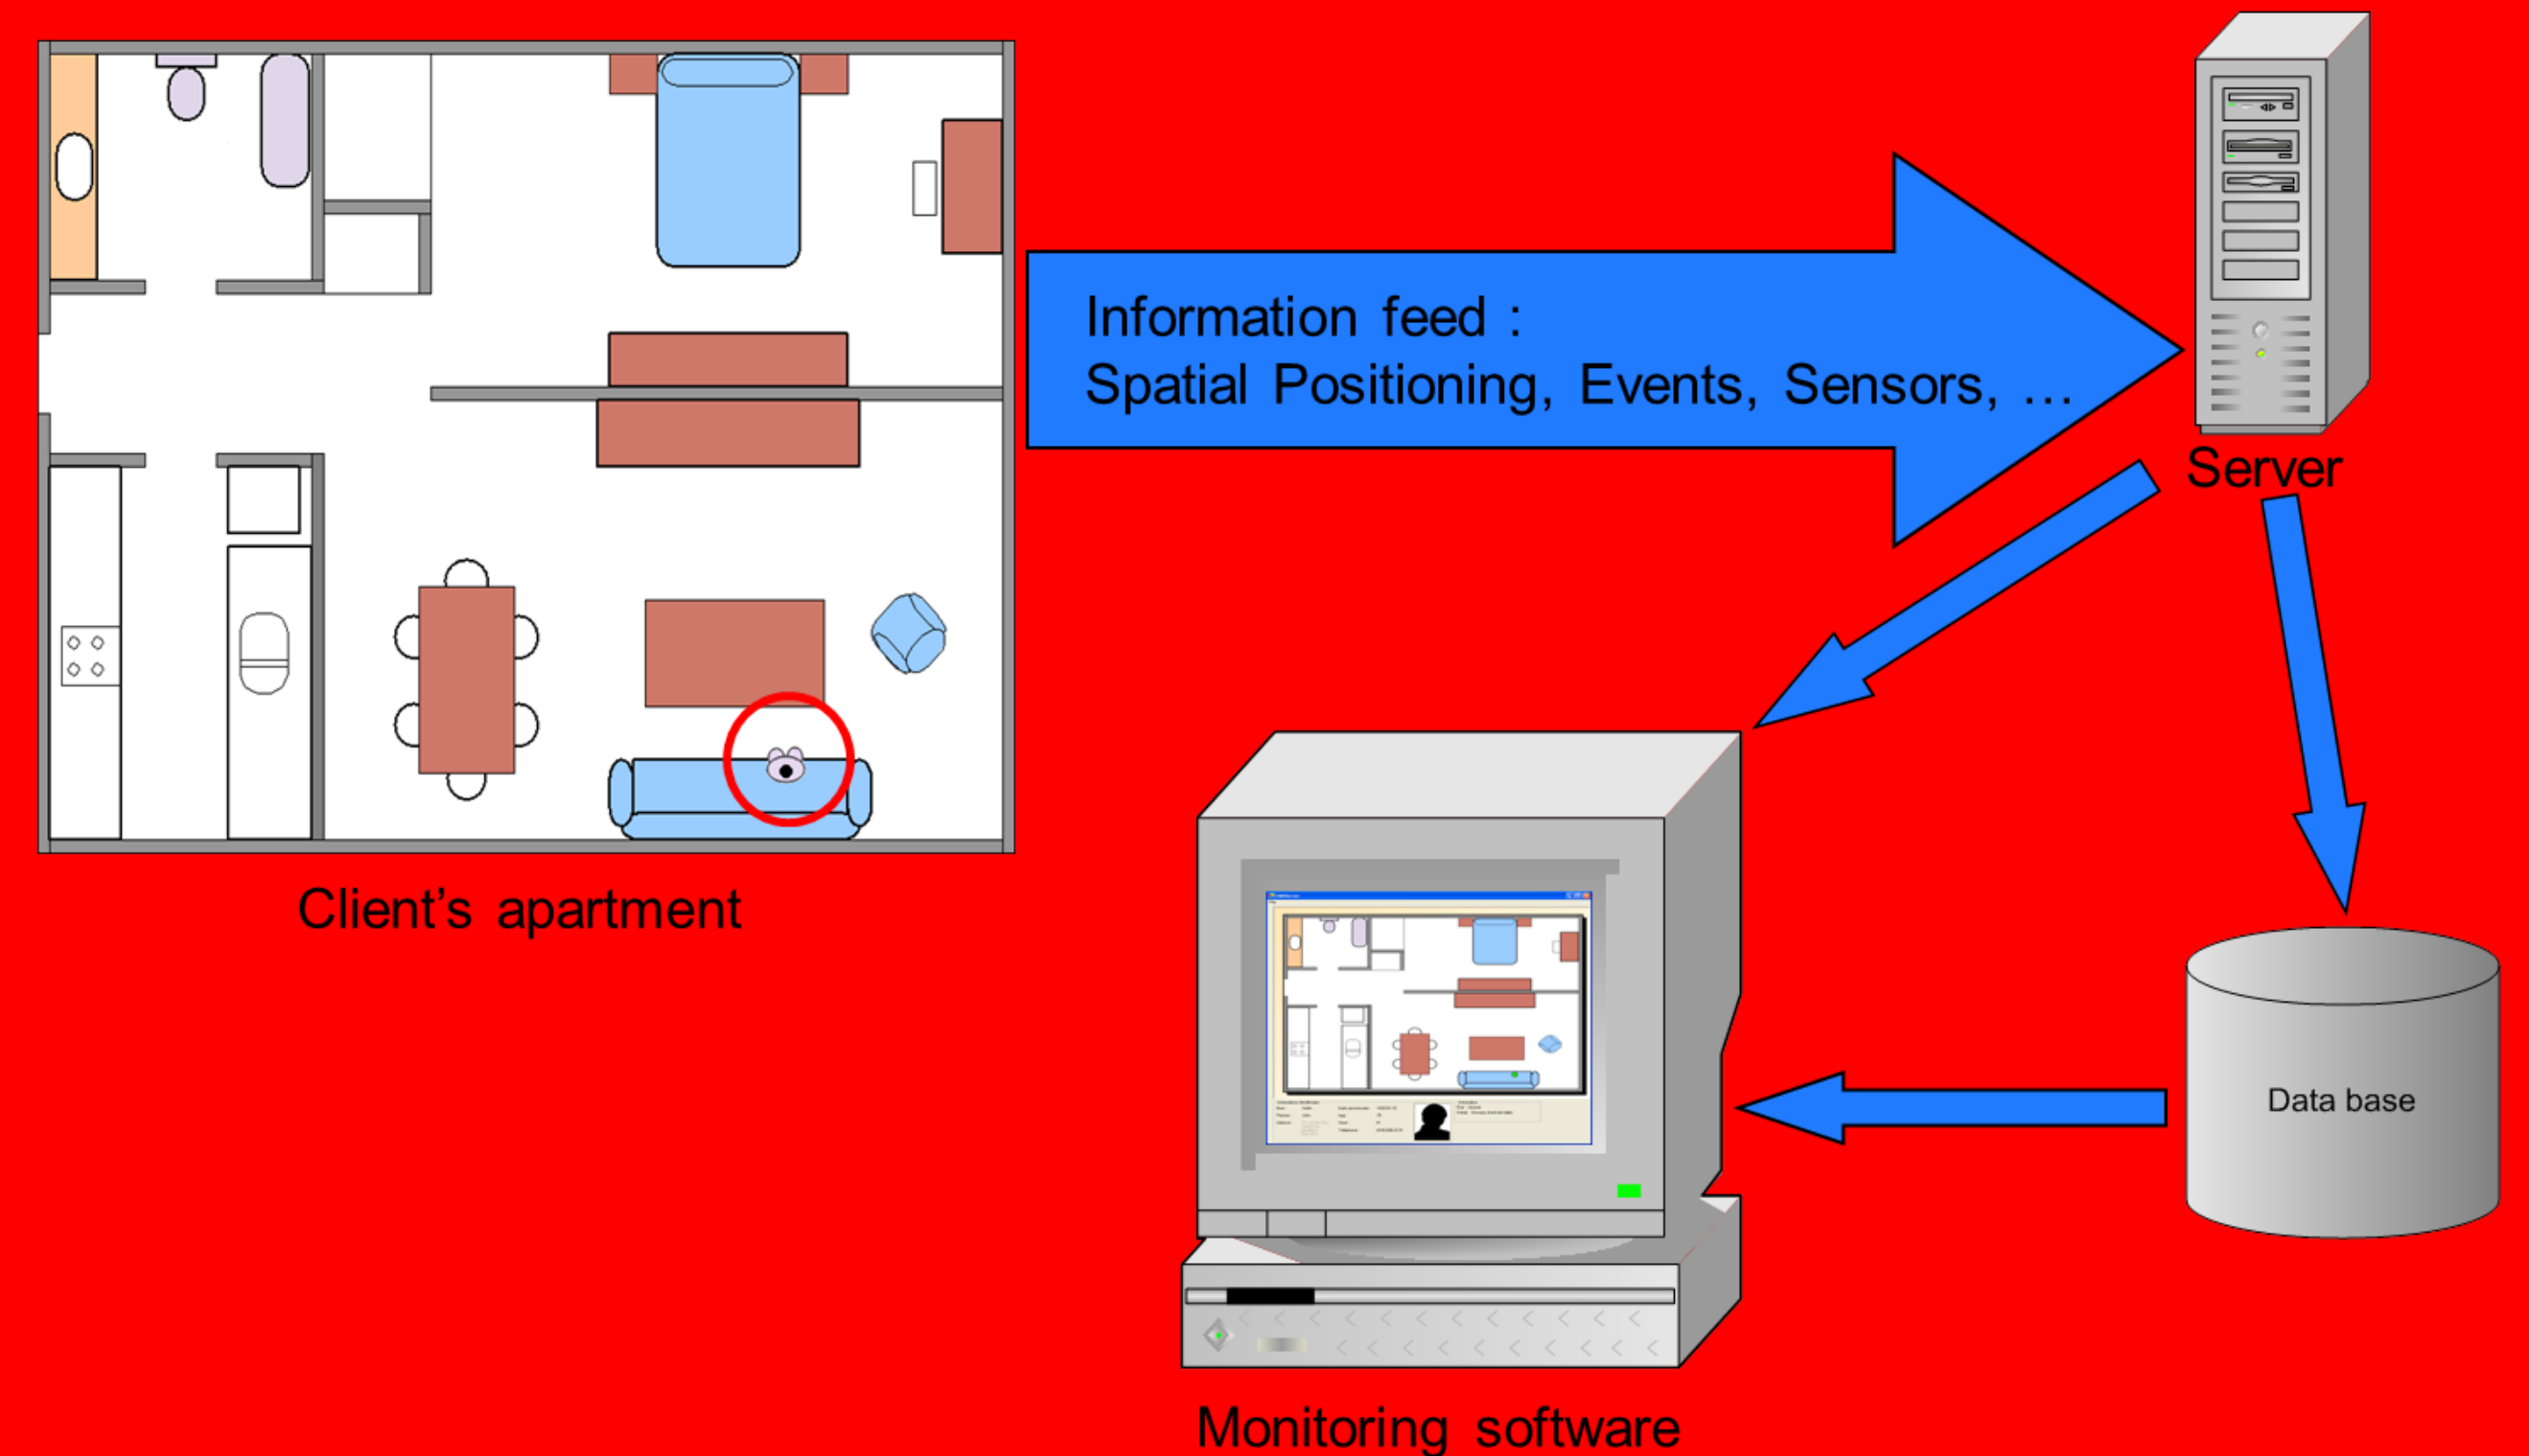 Information feed :
Spatial Positioning, Events, Sensors, …
Server
Client’s apartment
Data base
Monitoring software